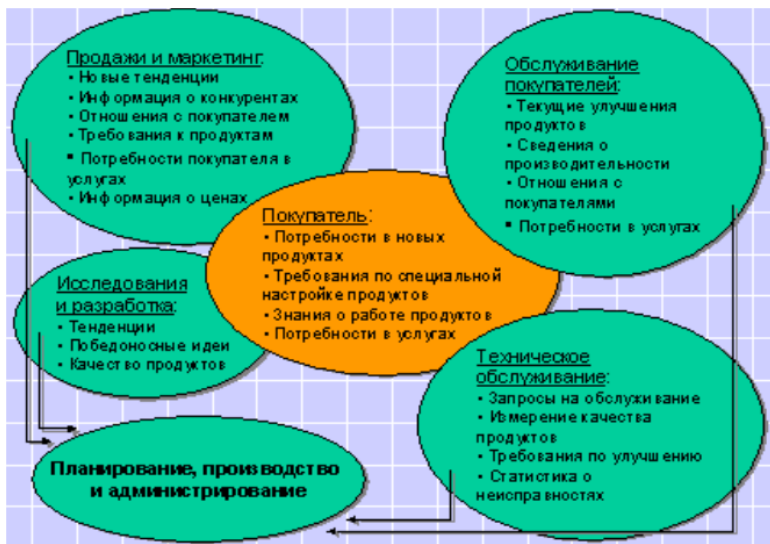 Продажи и маркетинг:
• Новые тенденции
• Информация о конкурентах
• Отношения с покупателем
• Требования к продуктам
▪ Потребности покупателя в
услугах
• Информация о ценах
Обслуживание
покупателей:
• Текущие улучшения
продуктов
• Сведения о
производительности
• Отношения с
покупателями
▪ Потребности в услугах
Покупатель:
• Потребности в новых
продуктах
• Требования по специальной
настройке продуктов
• Знания о работе продуктов
• Потребности в услугах
Исследования
и разработка:
• Тенденции
• Победоносные идеи
• Качество продуктов
Техническое
обслуживание:
• Запросы на обслуживание
• Измерение качества
продуктов
• Требования по улучшению
• Статистика о
неисправностях
Планирование, производство
и администрирование